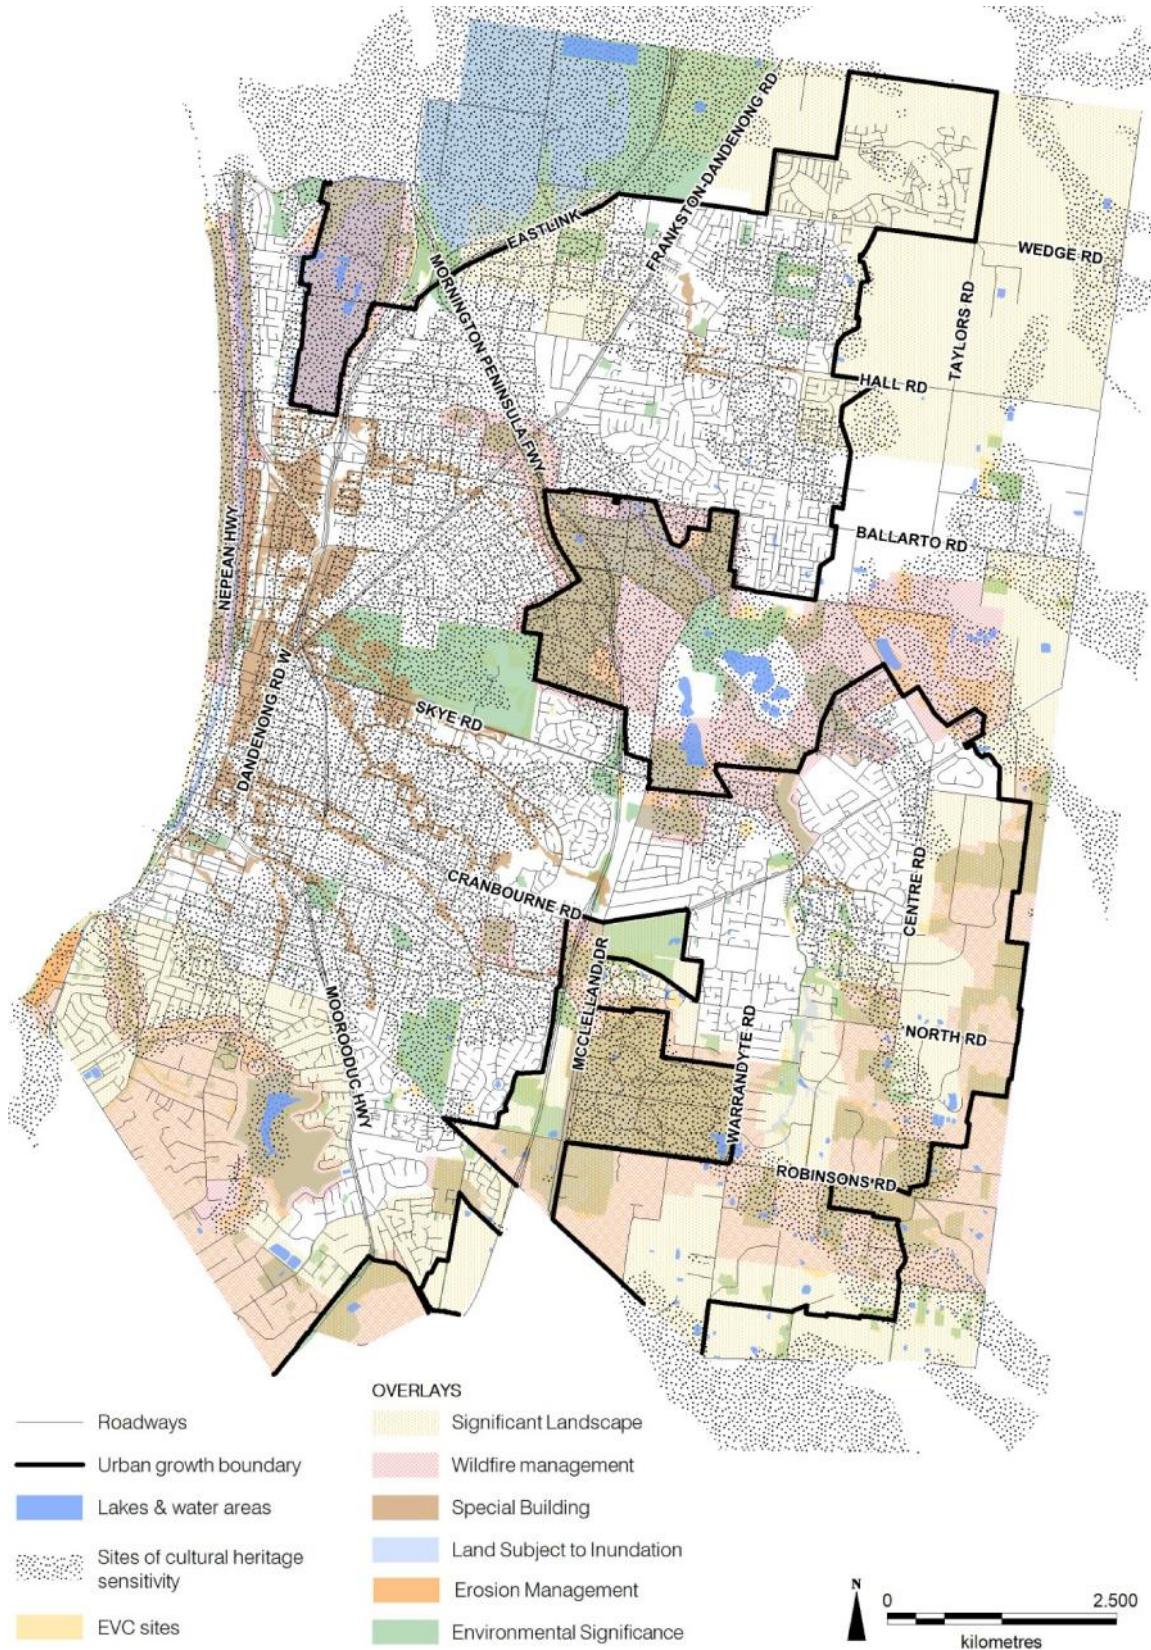 FRANKSTON-DANDENONG RD
EASTLINK
WEDGE RD
MORNINGTON PENINSULA FWY
TAYLORS RD
HALL RD
NEPEAN HWY
BALLARTO RD
DANDENONG RD W
SKYE RD
CENTRE RD
CRANBOURNE RD
MCCLELLAND DR
MOOROODUC HWY
WARRANDYTE RD
NORTH RD
ROBINSONS RD
Roadways
Urban growth boundary
Lakes & water areas
Sites of cultural heritage
sensitivity
EVC sites
OVERLAYS
Significant Landscape
Wildfire management
Special Building
Land Subject to Inundation
Erosion Management
Environmental Significance
N
0 2.500
kilometres